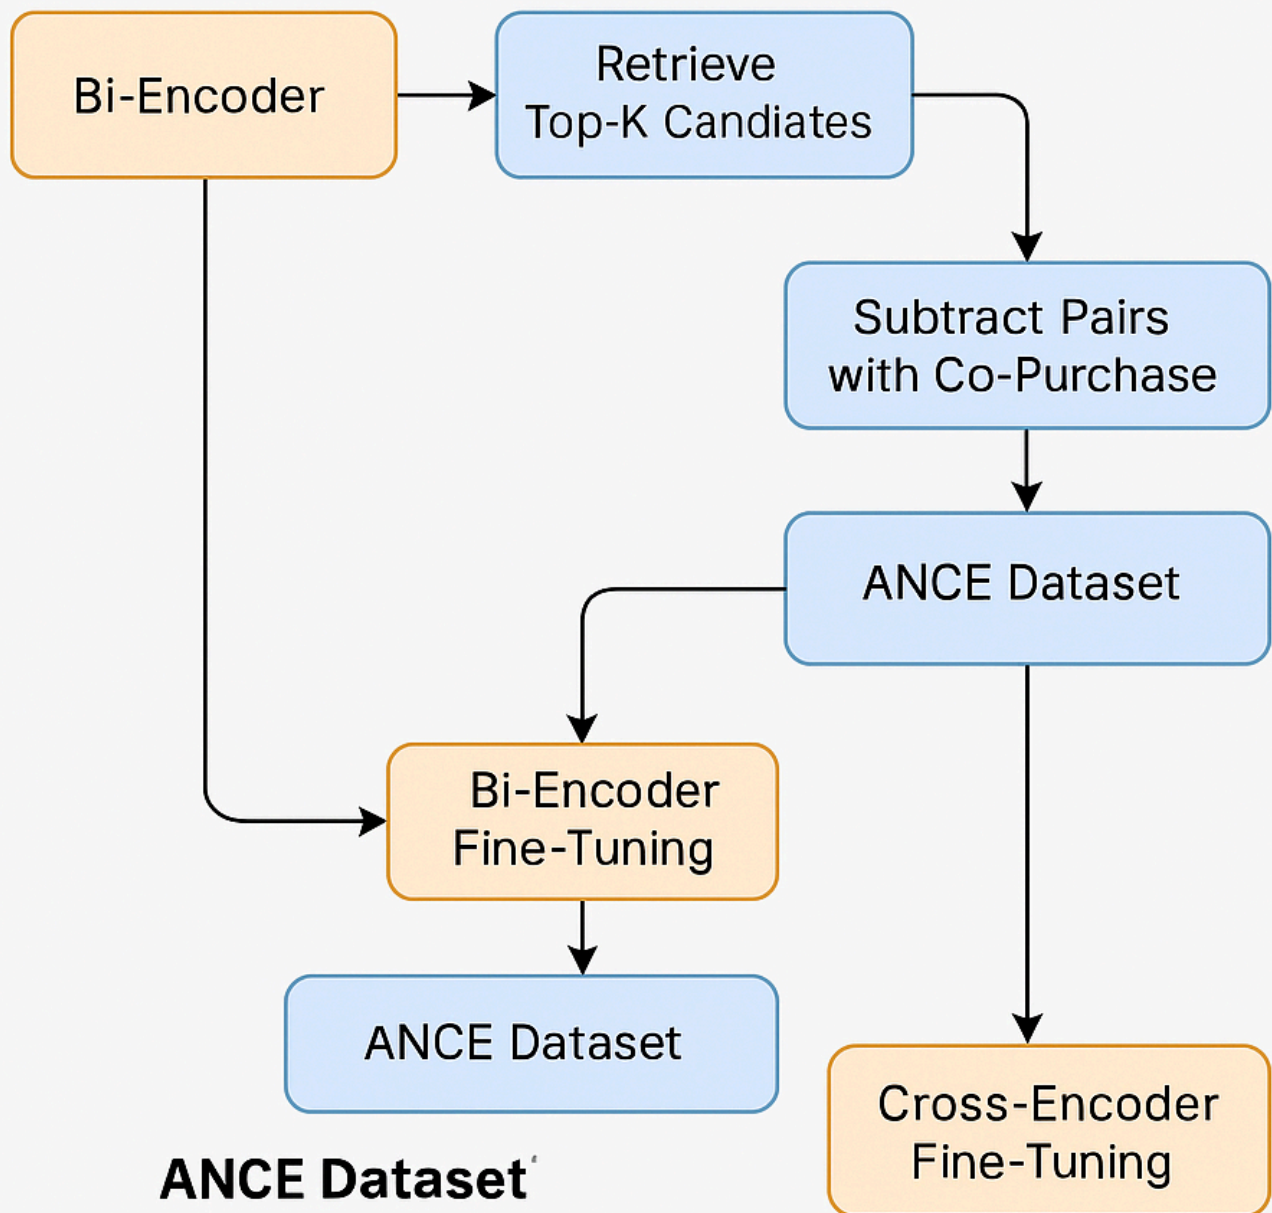 Bi-Encoder
Retrieve
Top-K Candiates
Subtract Pairs
with Co-Purchase
ANCE Dataset
Bi-Encoder
Fine-Tuning
ANCE Dataset
Cross-Encoder
Fine-Tuning
ANCE Dataset